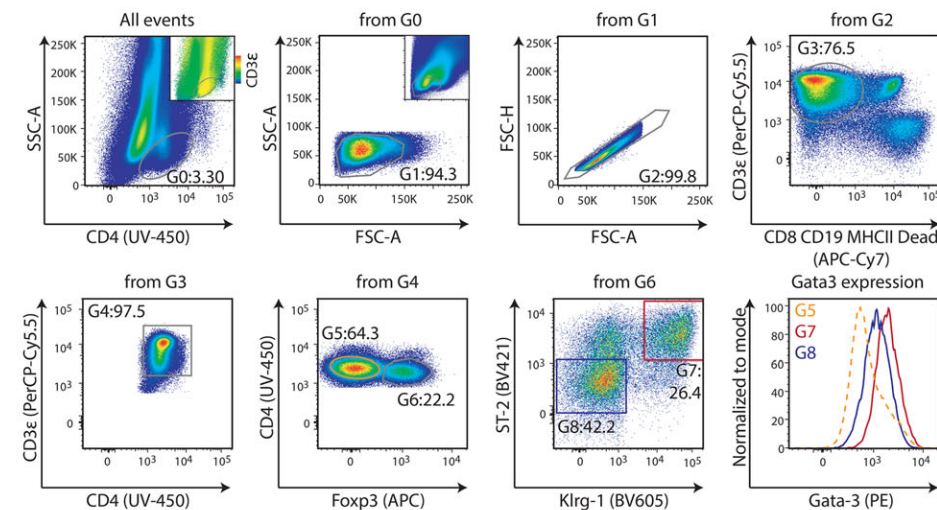 All events
from G0
from G1
from G2
250K
200K
150K
100K
50K
0
SSC-A
CD3ε
G0:3.30
0
10³
10⁴
10⁵
CD4 (UV-450)
250K
200K
150K
100K
50K
0
SSC-A
G1:94.3
0 50K
150K
250K
FSC-A
250K
200K
150K
100K
50K
0
FSC-H
G2:99.8
0 50K
150K
250K
FSC-A
G3:76.5
10⁵
10⁴
10³
0
CD3ε (PerCP-Cy5.5)
0
10³
10⁴
10⁵
CD8 CD19 MHCII Dead
(APC-Cy7)
from G3
from G4
from G6
Gata3 expression
G4:97.5
10⁵
10⁴
10³
0
CD3ε (PerCP-Cy5.5)
0
10³
10⁴
10⁵
CD4 (UV-450)
G5:64.3
10⁵
10⁴
10³
0
CD4 (UV-450)
G6:22.2
0
10³
10⁴
Foxp3 (APC)
10⁵
10⁴
10³
0
ST-2 (BV421)
G7:
26.4
G8:42.2
0
10³
10⁴
10⁵
Klrg-1 (BV605)
100
80
60
40
20
0
Normalized to mode
G5
G7
G8
0
10³
10⁴
Gata-3 (PE)